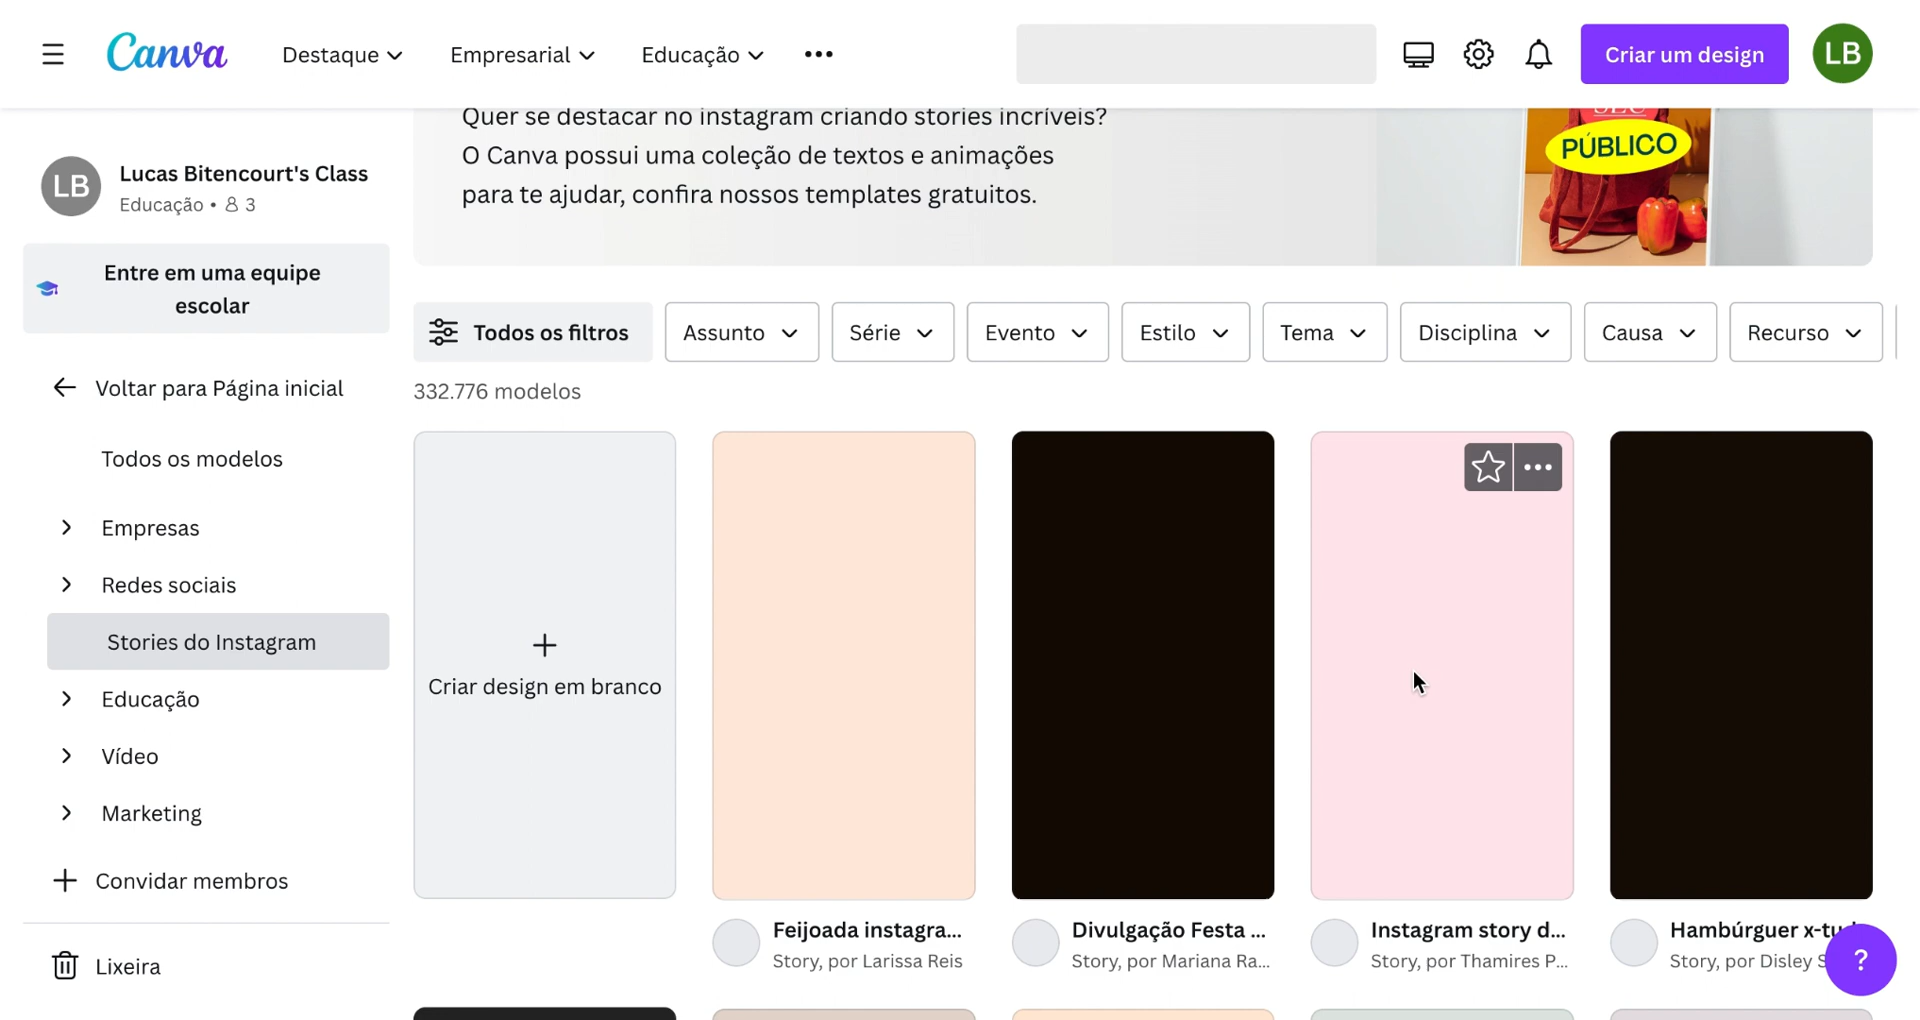 Canva
Destaque
Empresarial
Educação
Criar um design
LB
LB
Lucas Bitencourt's Class
Educação • 3
Entre em uma equipe
escolar
Voltar para Página inicial
Todos os modelos
Empresas
Redes sociais
Stories do Instagram
Educação
Vídeo
Marketing
Convidar membros
Lixeira
Quer se destacar no instagram criando stories incríveis?
O Canva possui uma coleção de textos e animações
para te ajudar, confira nossos templates gratuitos.
SEU
PÚBLICO
Todos os filtros
Assunto
Série
Evento
Estilo
Tema
Disciplina
Causa
Recurso
332.776 modelos
Criar design em branco
Feijoada instagra...
Story, por Larissa Reis
Divulgação Festa ...
Story, por Mariana Ra...
Instagram story d...
Story, por Thamires P...
Hambúrguer
Story, por Disley
?